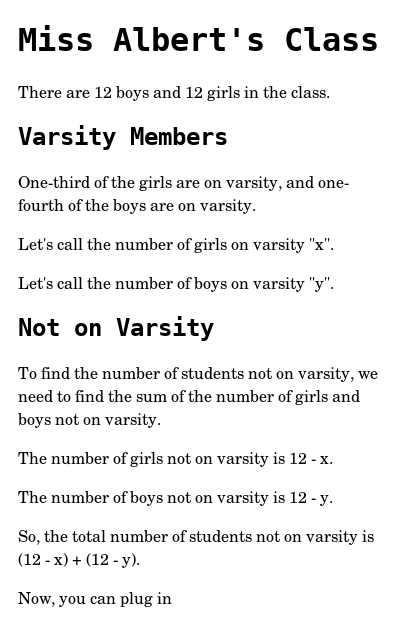 Miss Albert's Class
There are 12 boys and 12 girls in the class.
Varsity Members
One-third of the girls are on varsity, and one-
fourth of the boys are on varsity.
Let's call the number of girls on varsity "x".
Let's call the number of boys on varsity "y".
Not on Varsity
To find the number of students not on varsity, we
need to find the sum of the number of girls and
boys not on varsity.
The number of girls not on varsity is 12 - x.
The number of boys not on varsity is 12 - y.
So, the total number of students not on varsity is
(12 - x) + (12 - y).
Now, you can plug in